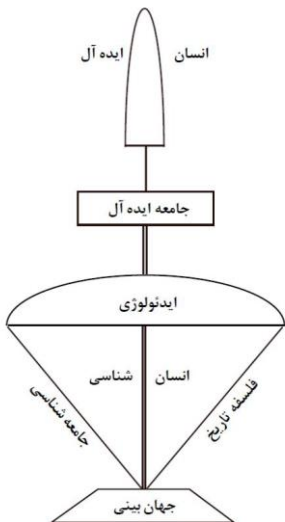 انسان ایده آل
جامعه ایده آل
ایدئولوژی
انسان شناسی
فلسفه تاریخ
جامعه شناسی
جهان بینی